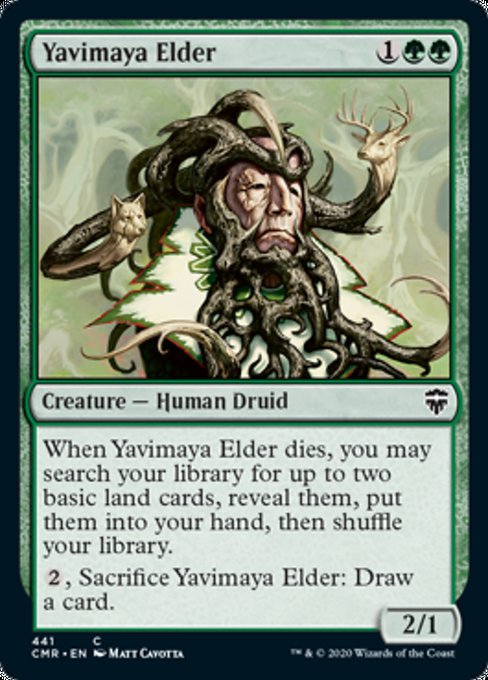 Yavimaya Elder 1
Creature — Human Druid
When Yavimaya Elder dies, you may
search your library for up to two
basic land cards, reveal them, put
them into your hand, then shuffle
your library.
2, Sacrifice Yavimaya Elder: Draw
a card.
2/1
441 C
CMR • EN Matt Cavotta
™ & © 2020 Wizards of the Coast